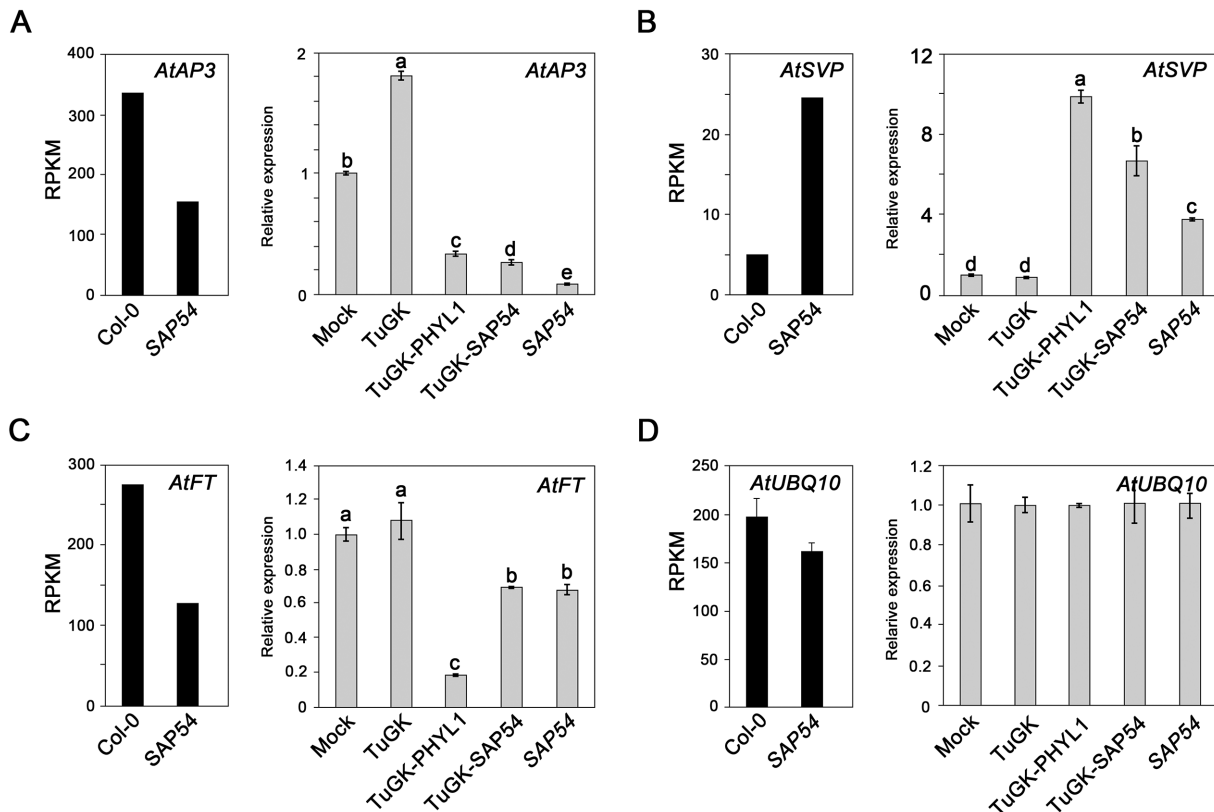 A
400
300
200
100
0
RPKM
AtAP3
Col-0
SAP54
2
1
0
Relative expression
AtAP3
b
a
c
d
e
Mock
TuGK
TuGK-PHYL1
TuGK-SAP54
SAP54
B
30
25
20
15
10
5
0
RPKM
AtSVP
Col-0
SAP54
12
8
4
0
Relative expression
AtSVP
d
d
a
b
c
Mock
TuGK
TuGK-PHYL1
TuGK-SAP54
SAP54
C
300
200
100
0
RPKM
AtFT
Col-0
SAP54
1.4
1.2
1.0
0.8
0.6
0.4
0.2
0
Relative expression
AtFT
a
a
c
b
b
Mock
TuGK
TuGK-PHYL1
TuGK-SAP54
SAP54
D
250
200
150
100
50
0
RPKM
AtUBQ10
Col-0
SAP54
1.2
1.0
0.8
0.6
0.4
0.2
0
Relarive expression
AtUBQ10
Mock
TuGK
TuGK-PHYL1
TuGK-SAP54
SAP54